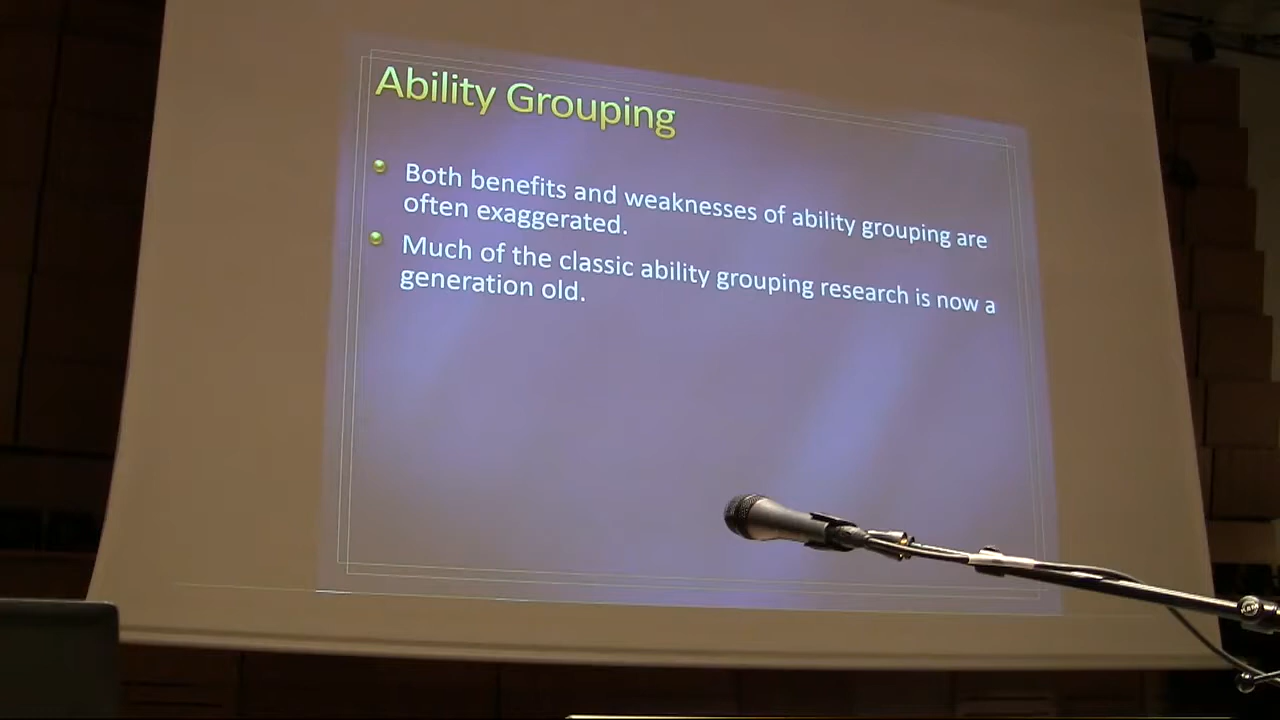 Ability Grouping
Both benefits and weaknesses of ability grouping are
often exaggerated.
Much of the classic ability grouping research is now a
generation old.